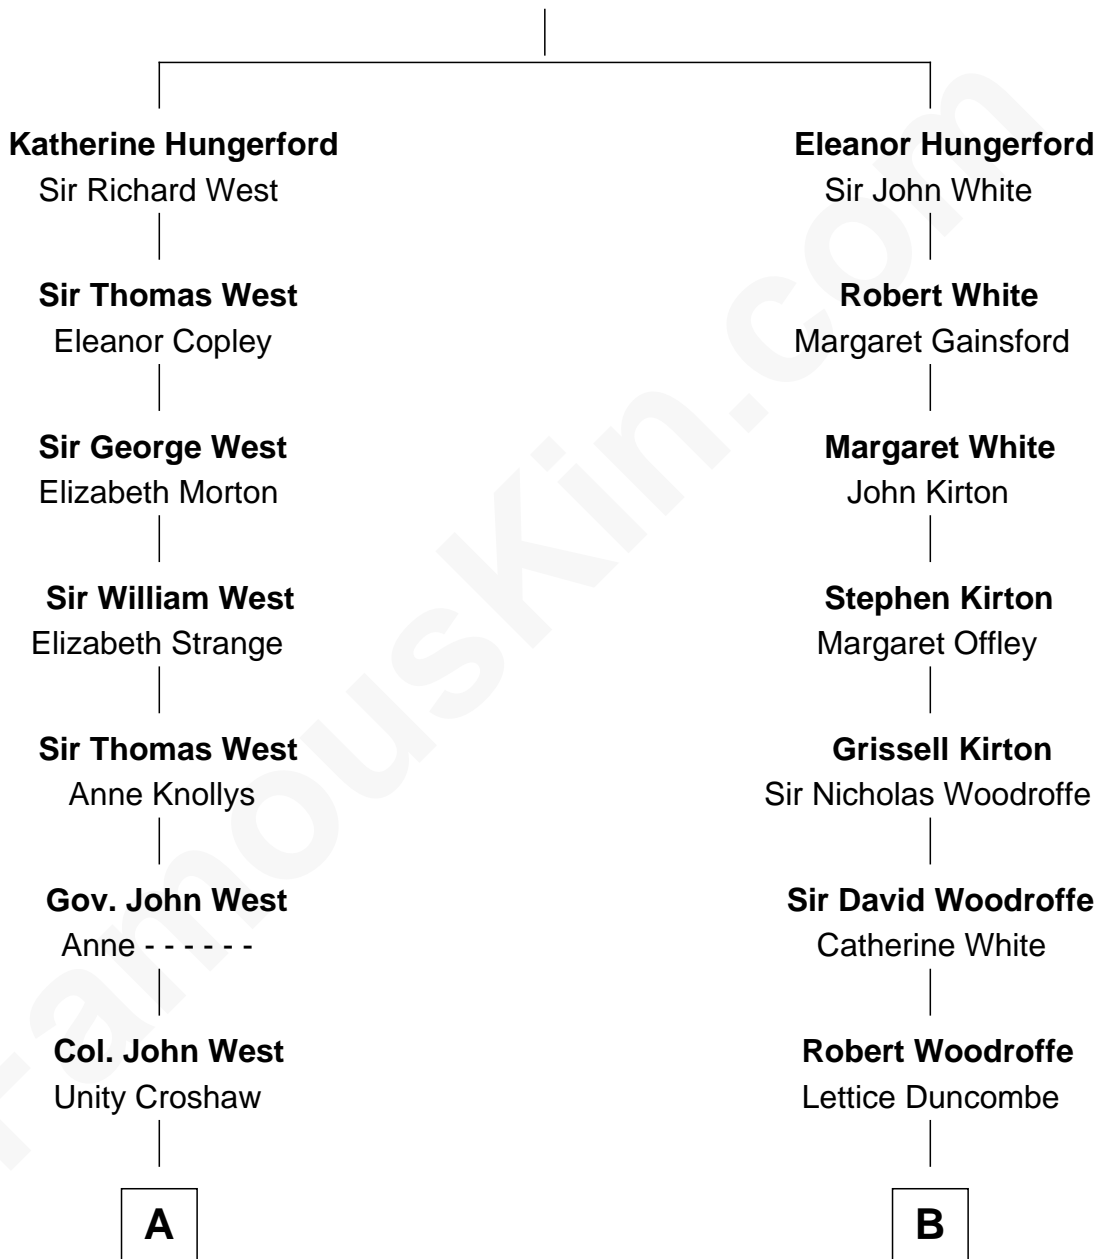 Katherine Hungerford
Sir Richard West
Sir Thomas West
Eleanor Copley
Sir George West
Elizabeth Morton
Sir William West
Elizabeth Strange
Sir Thomas West
Anne Knollys
Gov. John West
Anne - - - - - -
Col. John West
Unity Croshaw
A
Eleanor Hungerford
Sir John White
Robert White
Margaret Gainsford
Margaret White
John Kirton
Stephen Kirton
Margaret Offley
Grissell Kirton
Sir Nicholas Woodroffe
Sir David Woodroffe
Catherine White
Robert Woodroffe
Lettice Duncombe
B
FamousKin.com